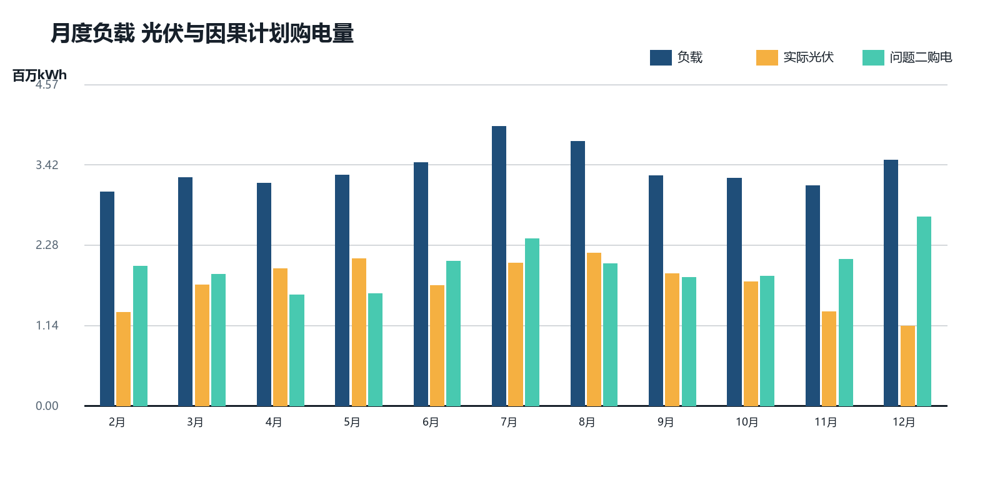 月度负载 光伏与因果计划购电量
负载 实际光伏 问题二购电
百万kWh
4.57
3.42
2.28
1.14
0.00
2月 3月 4月 5月 6月 7月 8月 9月 10月 11月 12月